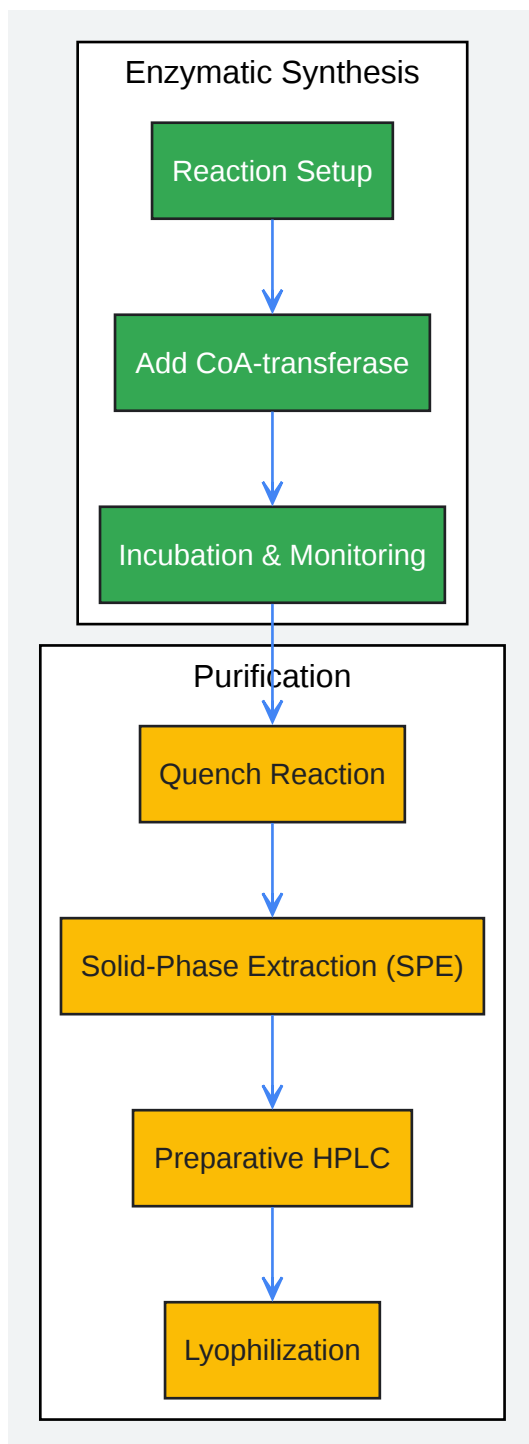 Enzymatic Synthesis
Reaction Setup
Add CoA-transferase
Incubation & Monitoring
Purification
Quench Reaction
Solid-Phase Extraction (SPE)
Preparative HPLC
Lyophilization